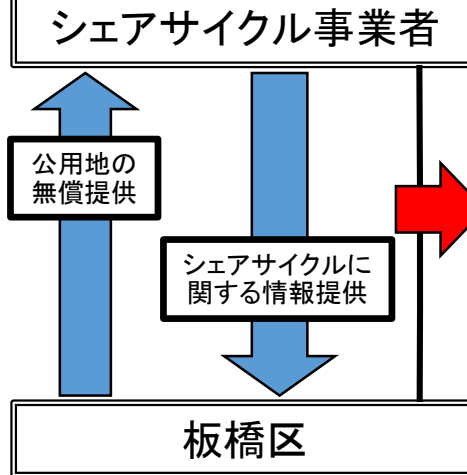 シェアサイクル事業者
公用地の
無償提供
シェアサイクルに
関する情報提供
板橋区